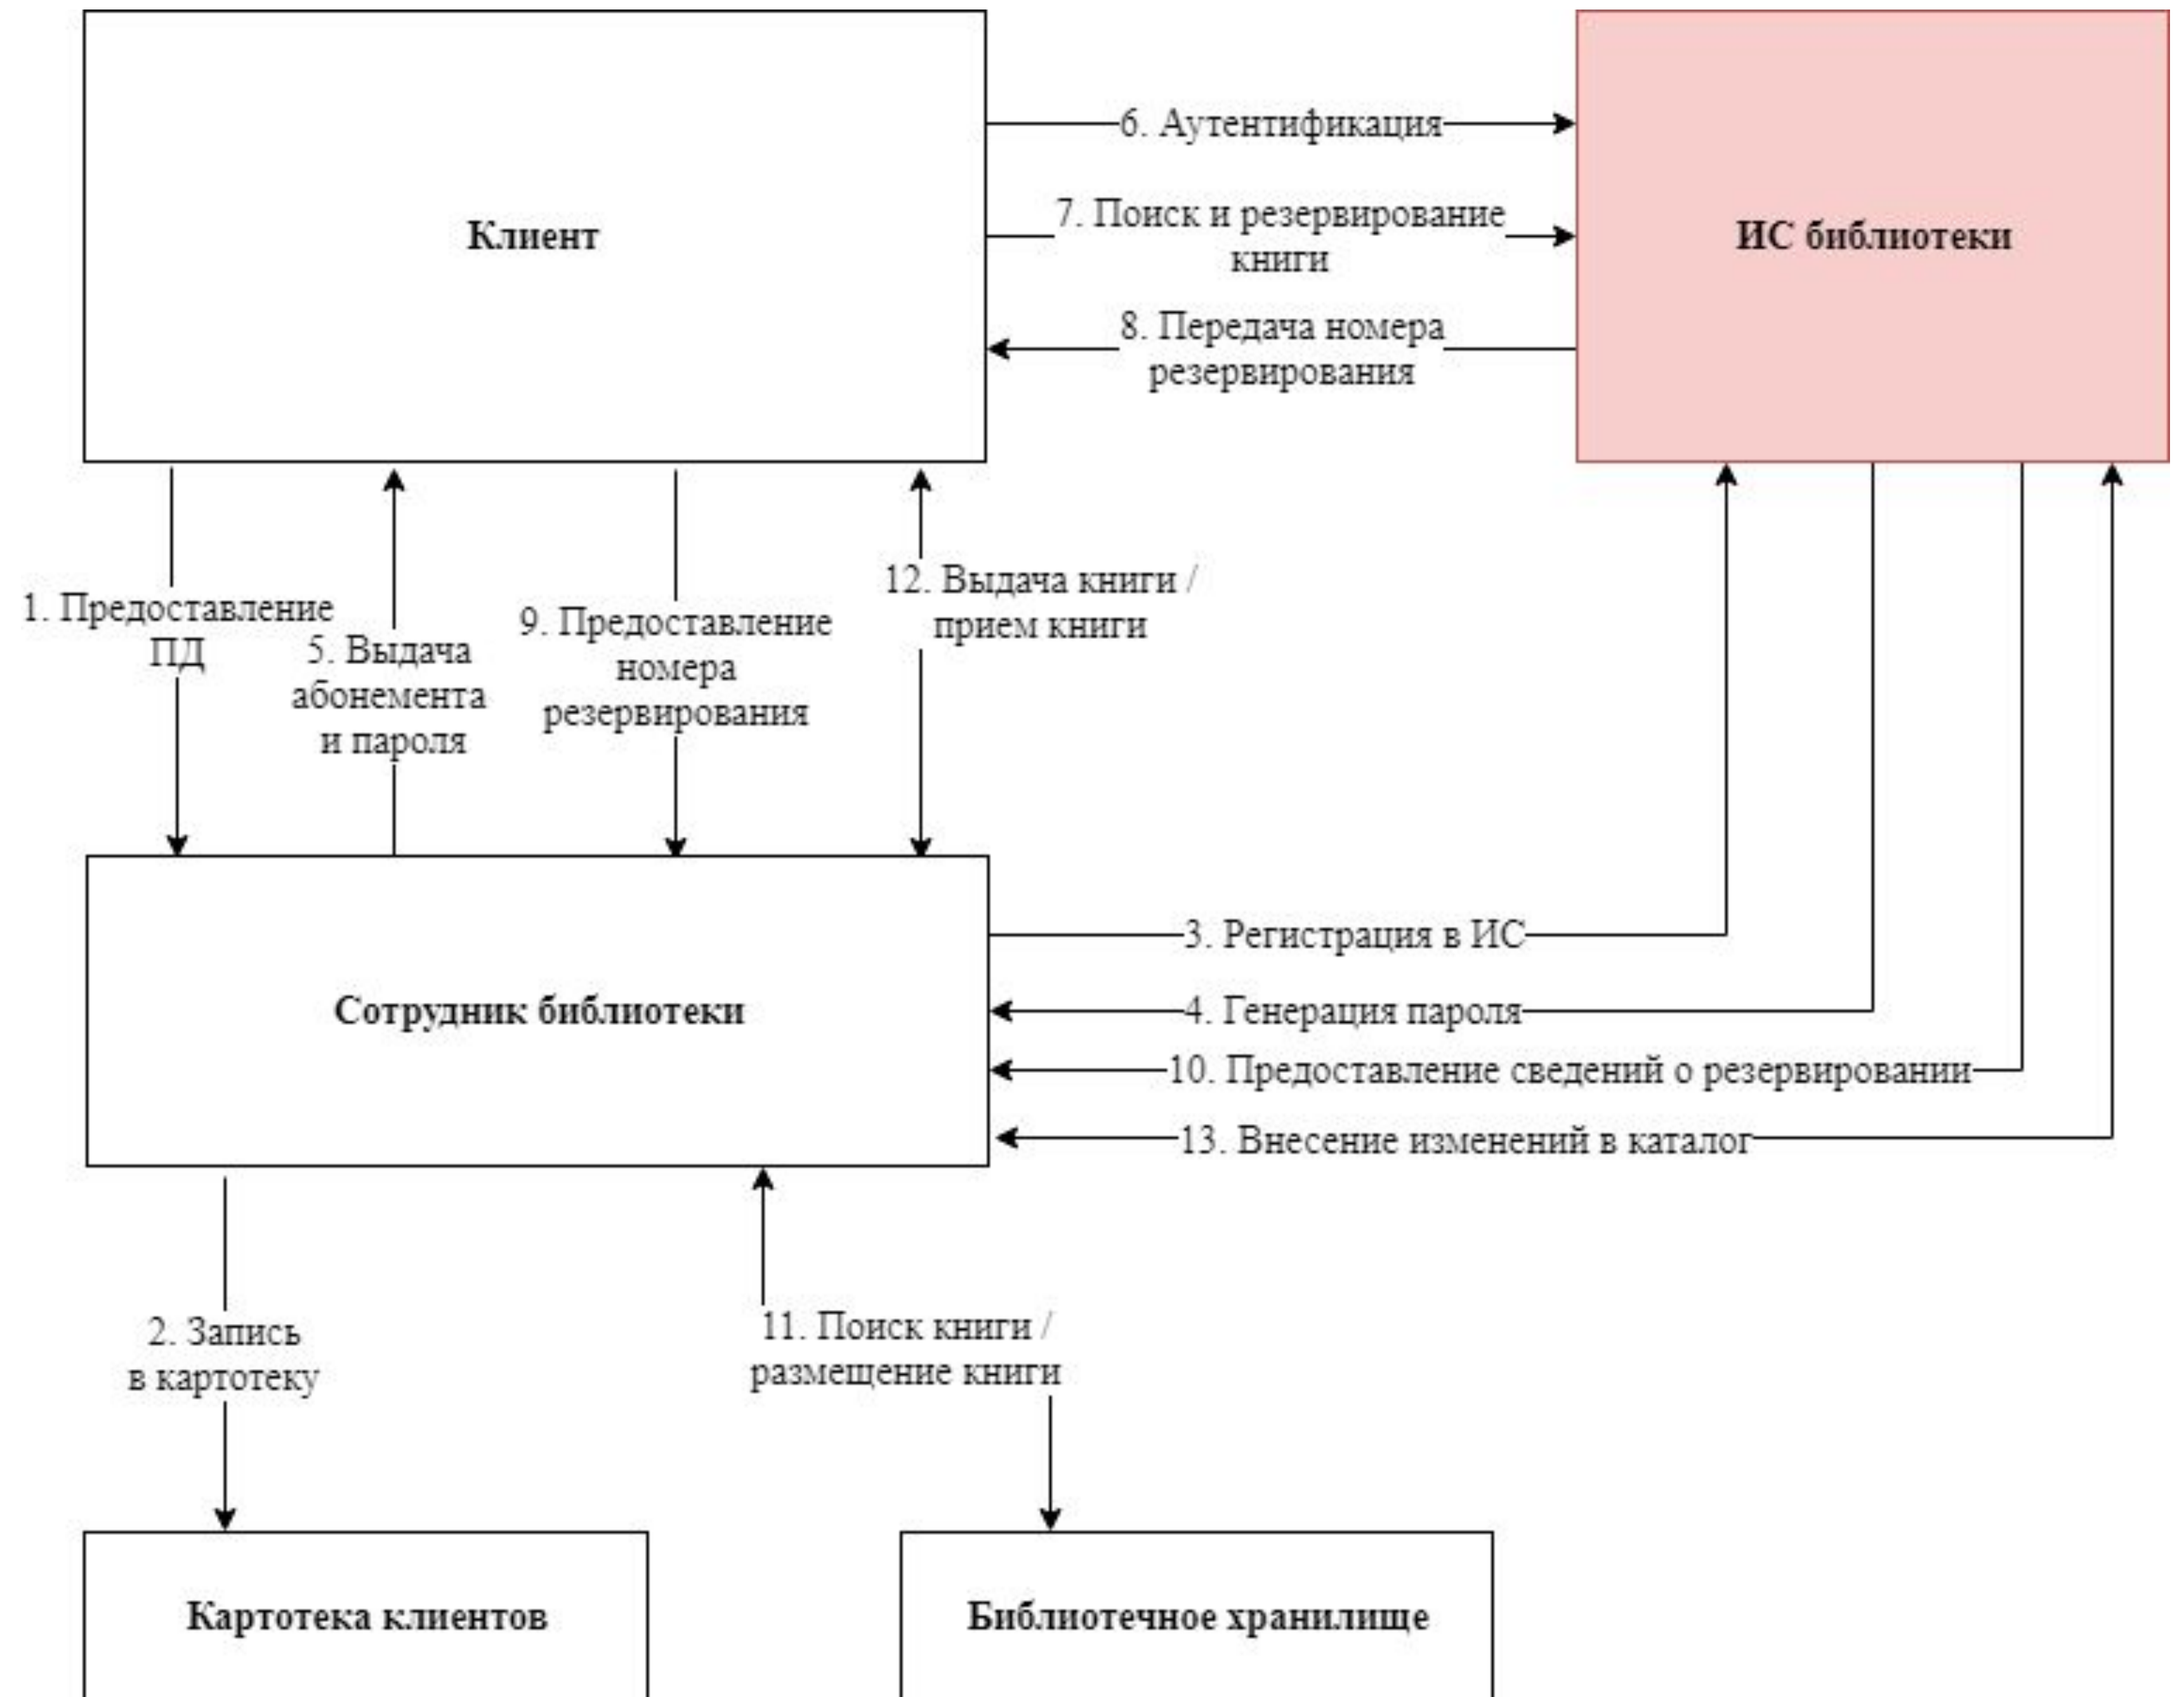 6. Аутентификация
Клиент
7. Поиск и резервирование
книги
ИС библиотеки
8. Передача номера
резервирования
1. Предоставление
ПД
5. Выдача
абонемента
и пароля
9. Предоставление
номера
резервирования
12. Выдача книги /
прием книги
3. Регистрация в ИС
Сотрудник библиотеки
4. Генерация пароля
10. Предоставление сведений о резервировании
13. Внесение изменений в каталог
2. Запись
в картотеку
11. Поиск книги /
размещение книги
Картотека клиентов
Библиотечное хранилище